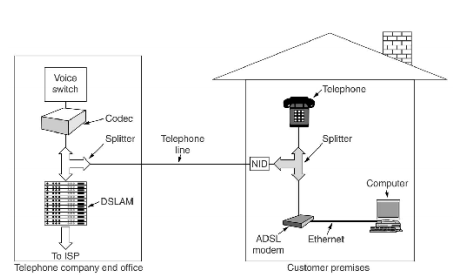 Voice
switch
Codec
Splitter
Telephone
line
DSLAM
To ISP
Telephone company end office
Telephone
NID
Splitter
Computer
ADSL
modem
Ethernet
Customer premises